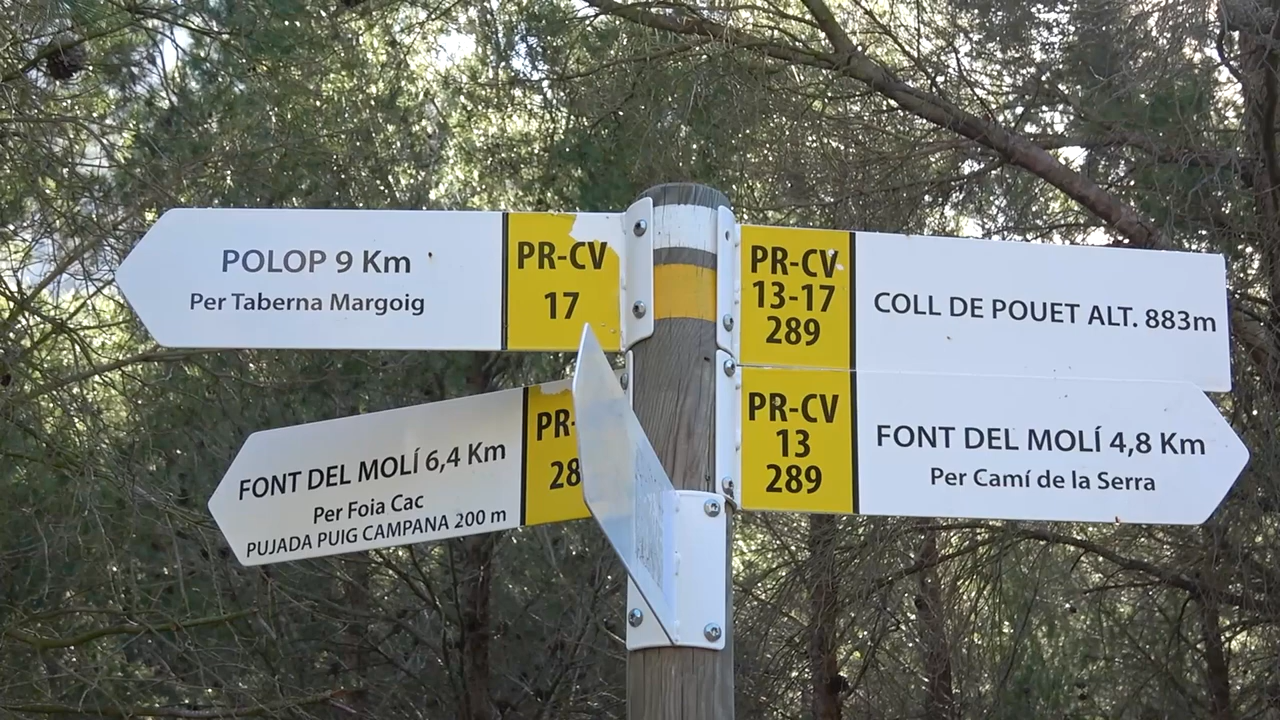 POLOP 9 Km
Per Taberna Margoig
PR-CV
17
FONT DEL MOLÍ 6,4 Km
Per Foia Cac
PUJADA PUIG CAMPANA 200 m
PR-
28
PR-CV
13-17
289
COLL DE POUET ALT. 883m
PR-CV
13
289
FONT DEL MOLÍ 4,8 Km
Per Camí de la Serra